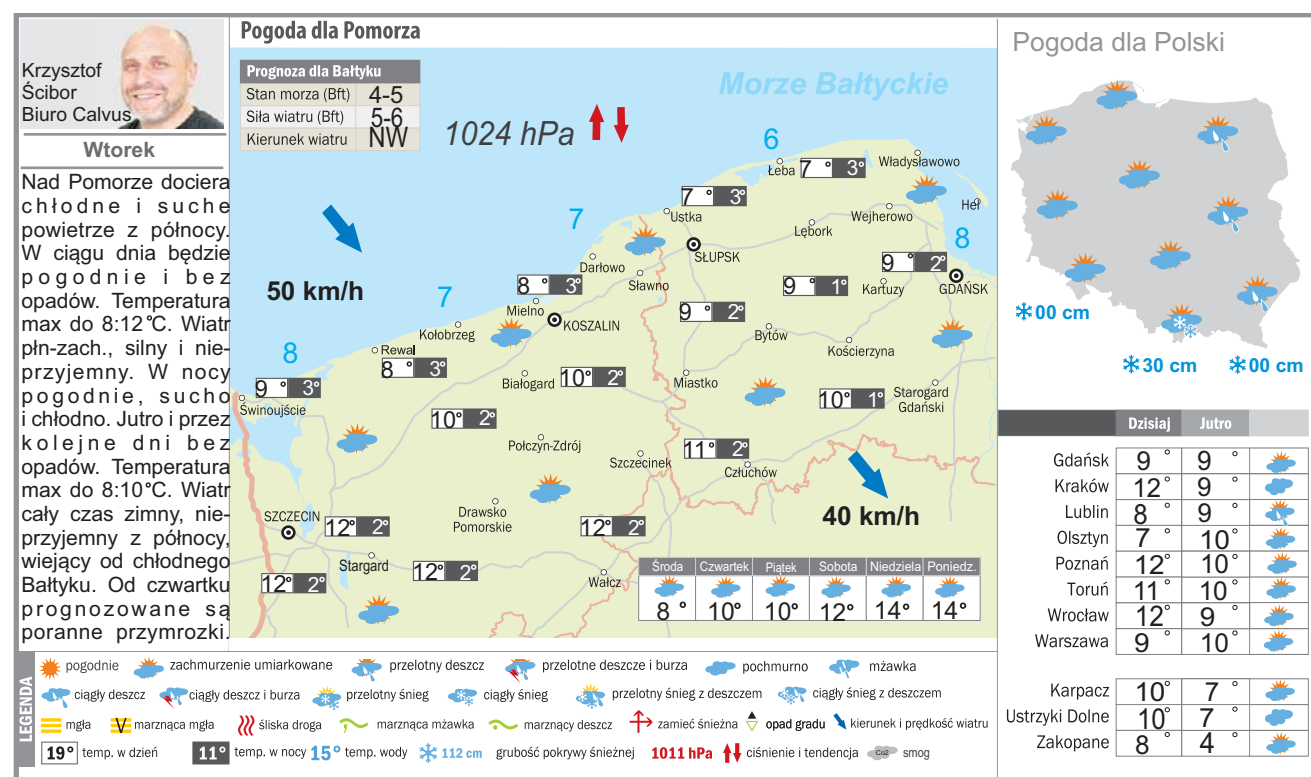 Krzysztof
Ścibor
Biuro Calvus
Wtorek
Nad Pomorze dociera
chłodne i suche
powietrze z północy.
W ciągu dnia będzie
pogodnie i bez
opadów. Temperatura
max do 8:12°C. Wiatr
płn-zach., silny i nie-
przyjemny. W nocy
pogodnie, sucho
i chłodno. Jutro i przez
kolejne dni bez
opadów. Temperatura
max do 8:10°C. Wiatr
cały czas zimny, nie-
przyjemny z północy,
wiejący od chłodnego
Bałtyku. Od czwartku
prognozowane są
poranne przymrozki.
Pogoda dla Pomorza
Prognoza dla Bałtyku
Stan morza (Bft) 4-5
Siła wiatru (Bft) 5-6
Kierunek wiatru NW
1024 hPa
Morze Bałtyckie
6
Łeba 7 ° 3°
Władysławowo
7 ° 3°
Ustka
Wejherowo
Hel
7
Lębork
8
SŁUPSK
9 ° 2°
GDAŃSK
Darłowo
Sławno
8 ° 3°
9 ° 1°
Kartuzy
50 km/h
7
Mielno
KOSZALIN
9 ° 2°
Kołobrzeg
Bytów
Kościerzyna
8
Rewal
8 ° 3°
9 ° 3°
Świnoujście
Białogard
10° 2°
Miastko
Starogard
Gdański
10° 1°
10° 2°
Połczyn-Zdrój
11° 2°
Szczecinek
Człuchów
Drawsko
Pomorskie
40 km/h
SZCZECIN
12° 2°
12° 2°
Stargard
12° 2°
12° 2°
Wałcz
Środa Czwartek Piątek Sobota Niedziela Poniedz.
8 ° 10° 10° 12° 14° 14°
Pogoda dla Polski
00 cm
30 cm
00 cm
Dzisiaj Jutro
Gdańsk 9 ° 9 °
Kraków 12° 9 °
Lublin 8 ° 9 °
Olsztyn 7 ° 10°
Poznań 12° 10°
Toruń 11° 10°
Wrocław 12° 9 °
Warszawa 9 ° 10°
Karpacz 10° 7 °
Ustrzyki Dolne 10° 7 °
Zakopane 8 ° 4 °
LEGENDA
pogodnie zachmurzenie umiarkowane przelotny deszcz przelotne deszcze i burza pochmurno mżawka
ciągły deszcz ciągły deszcz i burza przelotny śnieg ciągły śnieg przelotny śnieg z deszczem ciągły śnieg z deszczem
mgła marznąca mgła śliska droga marznąca mżawka marznący deszcz zamieć śnieżna opad gradu kierunek i prędkość wiatru
19° temp. w dzień 11° temp. w nocy 15° temp. wody 112 cm grubość pokrywy śnieżnej 1011 hPa ciśnienie i tendencja Co2 smog